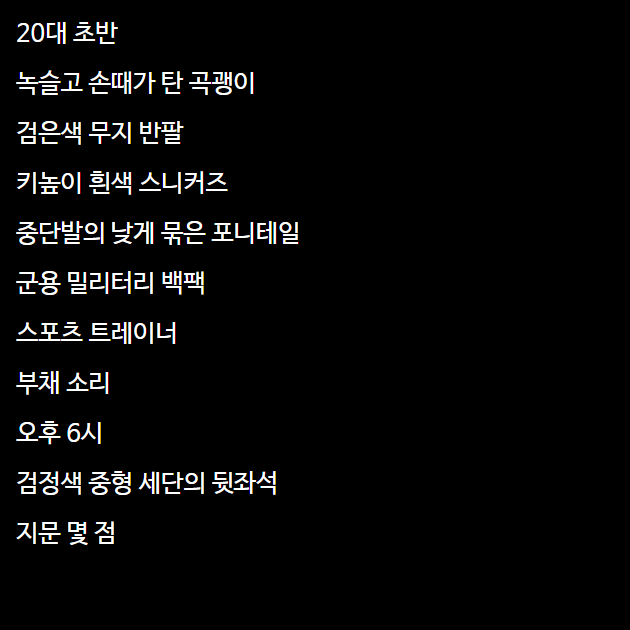 20대 초반
녹슬고 손때가 탄 곡괭이
검은색 무지 반팔
키높이 흰색 스니커즈
중단발의 낮게 묶은 포니테일
군용 밀리터리 백팩
스포츠 트레이너
부채 소리
오후 6시
검정색 중형 세단의 뒷좌석
지문 몇 점